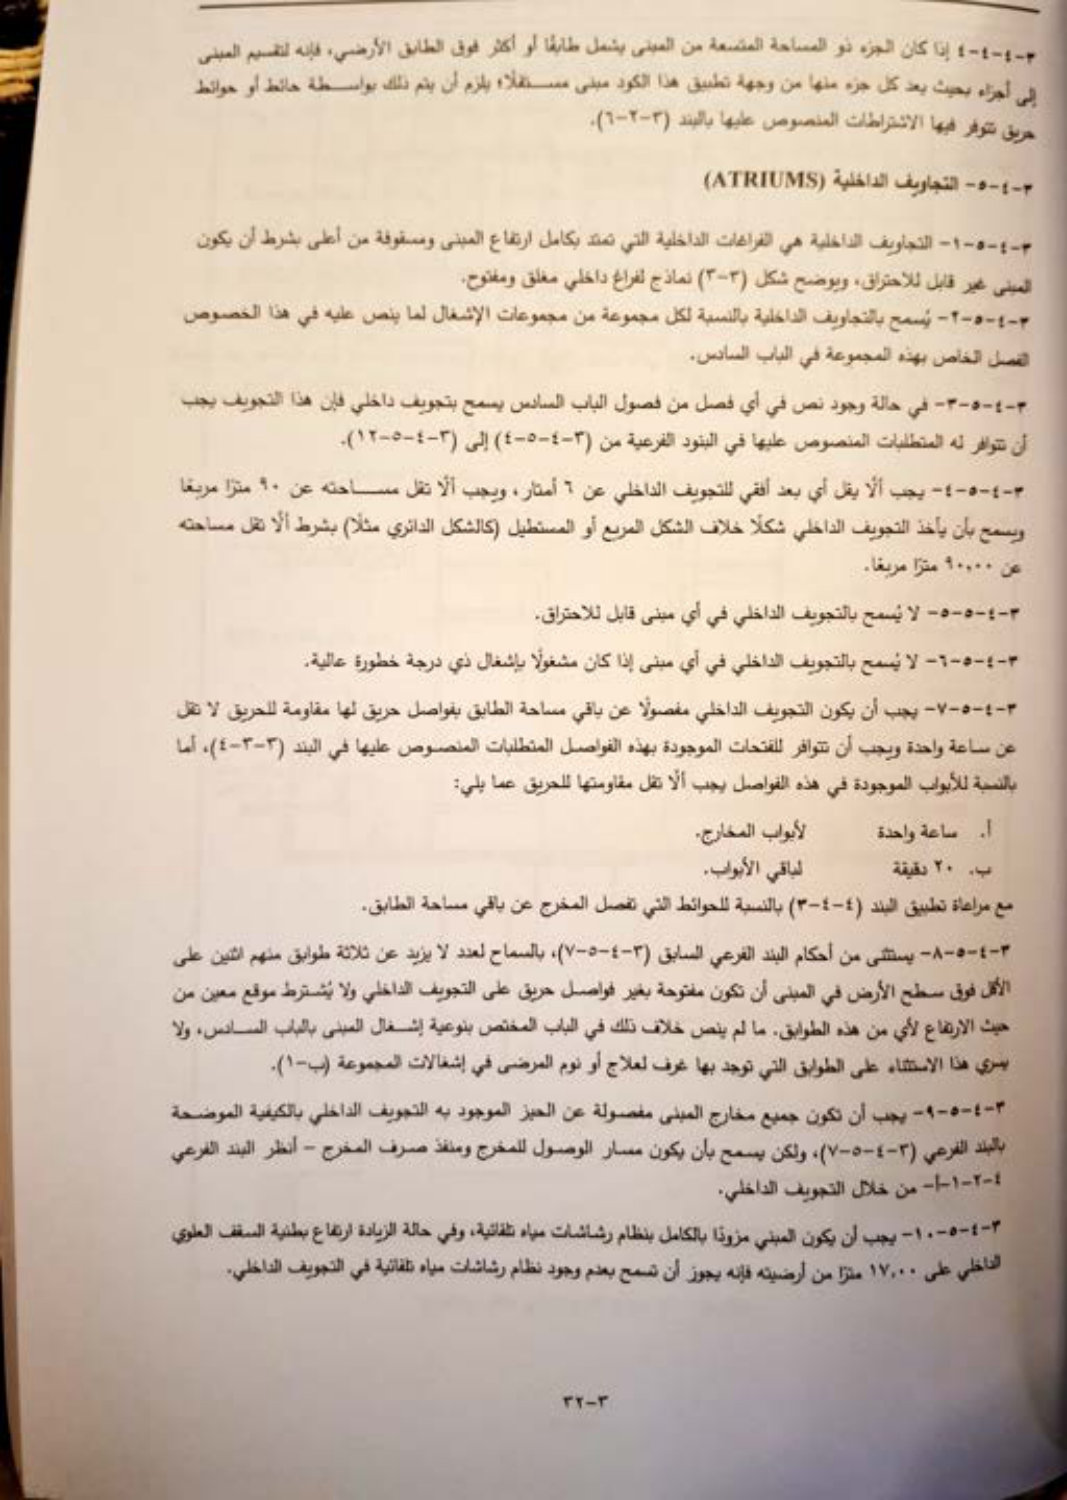 ٣-٤-٤-٤ إذا كان الجزء ذو المساحة المتسعة من المبنى يشمل طابقًا أو أكثر فوق الطابق الأرضي، فإنه لتقسيم المبنى
إلى أجزاء بحيث يعد كل جزء منها من وجهة تطبيق هذا الكود مبنى مستقلًا؛ يلزم أن يتم ذلك بواسطة حائط أو حوائط
حريق تتوفر فيها الاشتراطات المنصوص عليها بالبند (٣-٢-٦).
٣-٤-٥- التجاويف الداخلية (ATRIUMS)
٣-٤-٥-١- التجاويف الداخلية هي الفراغات الداخلية التي تمتد بكامل ارتفاع المبنى ومسقوفة من أعلى بشرط أن يكون
المبنى غير قابل للاحتراق، ويوضح شكل (٣-٣) نماذج لفراغ داخلي مغلق ومفتوح.
٣-٤-٥-٢- يُسمح بالتجاويف الداخلية بالنسبة لكل مجموعة من مجموعات الإشغال لما ينص عليه في هذا الخصوص
الفصل الخاص بهذه المجموعة في الباب السادس.
٣-٤-٥-٣- في حالة وجود نص في أي فصل من فصول الباب السادس يسمح بتجويف داخلي فإن هذا التجويف يجب
أن تتوافر له المتطلبات المنصوص عليها في البنود الفرعية من (٣-٤-٥-٤) إلى (٣-٤-٥-١٢).
٣-٤-٥-٤- يجب ألّا يقل أي بعد أفقي للتجويف الداخلي عن ٦ أمتار، ويجب ألّا تقل مساحته عن ٩٠ مترًا مربعًا
ويسمح بأن يأخذ التجويف الداخلي شكلًا خلاف الشكل المربع أو المستطيل (كالشكل الدائري مثلًا) بشرط ألّا تقل مساحته
عن ٩٠,٠٠ مترًا مربعًا.
٣-٤-٥-٥- لا يُسمح بالتجويف الداخلي في أي مبنى قابل للاحتراق.
٣-٤-٥-٦- لا يُسمح بالتجويف الداخلي في أي مبنى إذا كان مشغولًا بإشغال ذي درجة خطورة عالية.
٣-٤-٥-٧- يجب أن يكون التجويف الداخلي مفصولًا عن باقي مساحة الطابق بفواصل حريق لها مقاومة للحريق لا تقل
عن ساعة واحدة ويجب أن تتوافر للفتحات الموجودة بهذه الفواصل المتطلبات المنصوص عليها في البند (٣-٣-٤)، أما
بالنسبة للأبواب الموجودة في هذه الفواصل يجب ألّا تقل مقاومتها للحريق عما يلي:
أ. ساعة واحدة لأبواب المخارج.
ب. ٢٠ دقيقة لباقي الأبواب.
مع مراعاة تطبيق البند (٤-٤-٣) بالنسبة للحوائط التي تفصل المخرج عن باقي مساحة الطابق.
٣-٤-٥-٨- يستثنى من أحكام البند الفرعي السابق (٣-٤-٥-٧)، بالسماح لعدد لا يزيد عن ثلاثة طوابق منهم اثنين على
الأقل فوق سطح الأرض في المبنى أن تكون مفتوحة بغير فواصل حريق على التجويف الداخلي ولا يُشترط موقع معين من
حيث الارتفاع لأي من هذه الطوابق. ما لم ينص خلاف ذلك في الباب المختص بنوعية إشغال المبنى بالباب السادس، ولا
يسري هذا الاستثناء على الطوابق التي توجد بها غرف لعلاج أو نوم المرضى في إشغالات المجموعة (ب-١).
٣-٤-٥-٩- يجب أن تكون جميع مخارج المبنى مفصولة عن الحيز الموجود به التجويف الداخلي بالكيفية الموضحة
بالبند الفرعي (٣-٤-٥-٧)، ولكن يسمح بأن يكون مسار الوصول للمخرج ومنفذ صرف المخرج – أنظر البند الفرعي
٤-٢-١-أ- من خلال التجويف الداخلي.
٣-٤-٥-١٠- يجب أن يكون المبني مزودًا بالكامل بنظام رشاشات مياه تلقائية، وفي حالة الزيادة ارتفاع بطنية السقف العلوي
الداخلي على ١٧,٠٠ مترًا من أرضيته فإنه يجوز أن تسمح بعدم وجود نظام رشاشات مياه تلقائية في التجويف الداخلي.
٣-٣٢